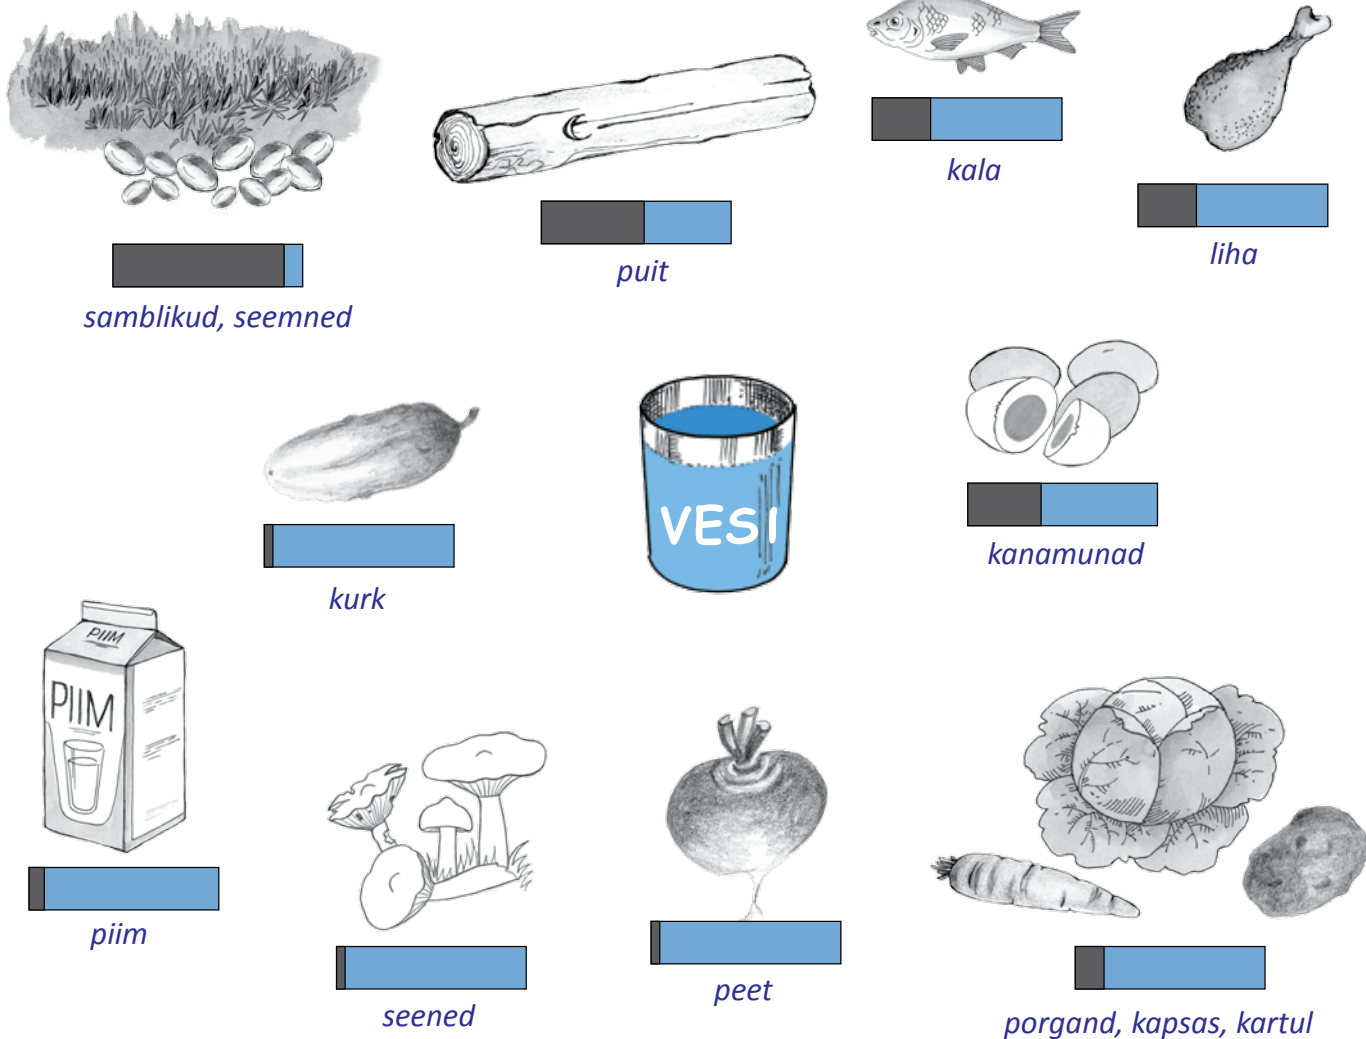 kala
liha
puit
samblikud, seemned
VESI
kanamunad
kurk
PIIM
PIIM
piim
seened
peet
porgand, kapsas, kartul